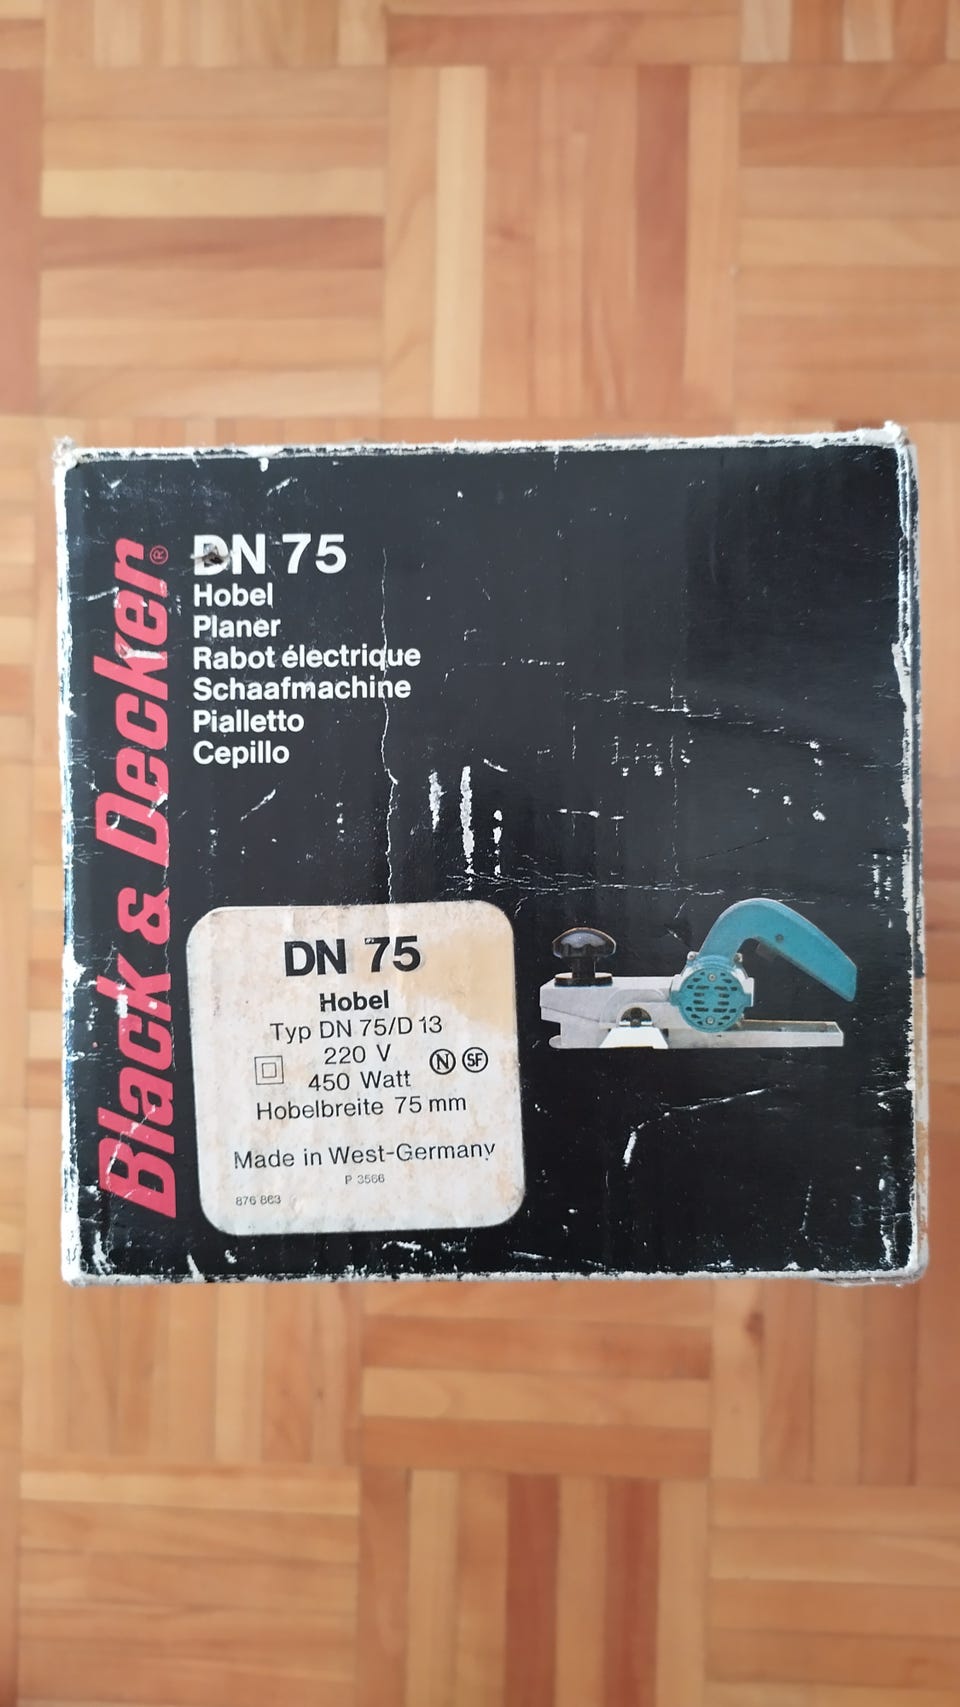 Black & Decker®
DN 75
Hobel
Planer
Rabot électrique
Schaafmachine
Pialletto
Cepillo
DN 75
Hobel
Typ DN 75/D 13
220 V
450 Watt
N SF
Hobelbreite 75 mm
Made in West-Germany
P 3566
876 863